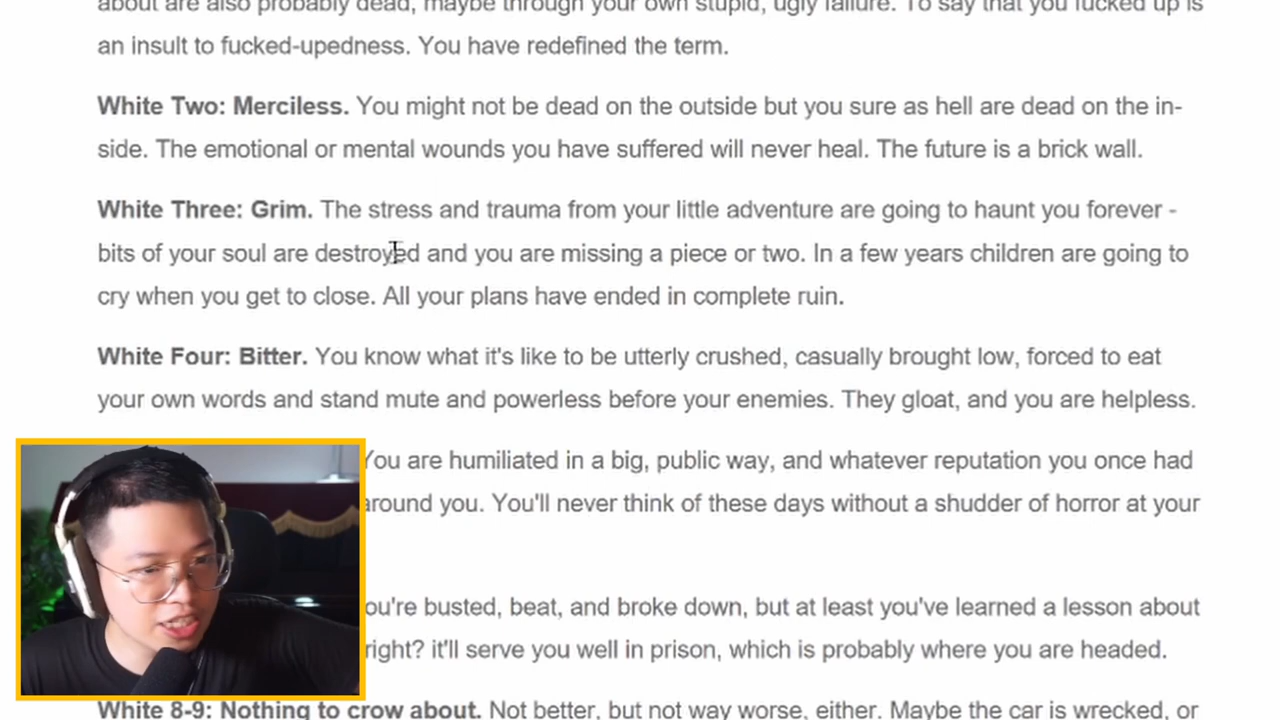 about are also probably dead, maybe through your own stupid, ugly failure. To say that you fucked up is
an insult to fucked-upedness. You have redefined the term.
White Two: Merciless. You might not be dead on the outside but you sure as hell are dead on the in-
side. The emotional or mental wounds you have suffered will never heal. The future is a brick wall.
White Three: Grim. The stress and trauma from your little adventure are going to haunt you forever -
bits of your soul are destroyed and you are missing a piece or two. In a few years children are going to
cry when you get to close. All your plans have ended in complete ruin.
White Four: Bitter. You know what it's like to be utterly crushed, casually brought low, forced to eat
your own words and stand mute and powerless before your enemies. They gloat, and you are helpless.
You are humiliated in a big, public way, and whatever reputation you once had
around you. You'll never think of these days without a shudder of horror at your
ou're busted, beat, and broke down, but at least you've learned a lesson about
right? it'll serve you well in prison, which is probably where you are headed.
White 8-9: Nothing to crow about. Not better, but not way worse, either. Maybe the car is wrecked, or